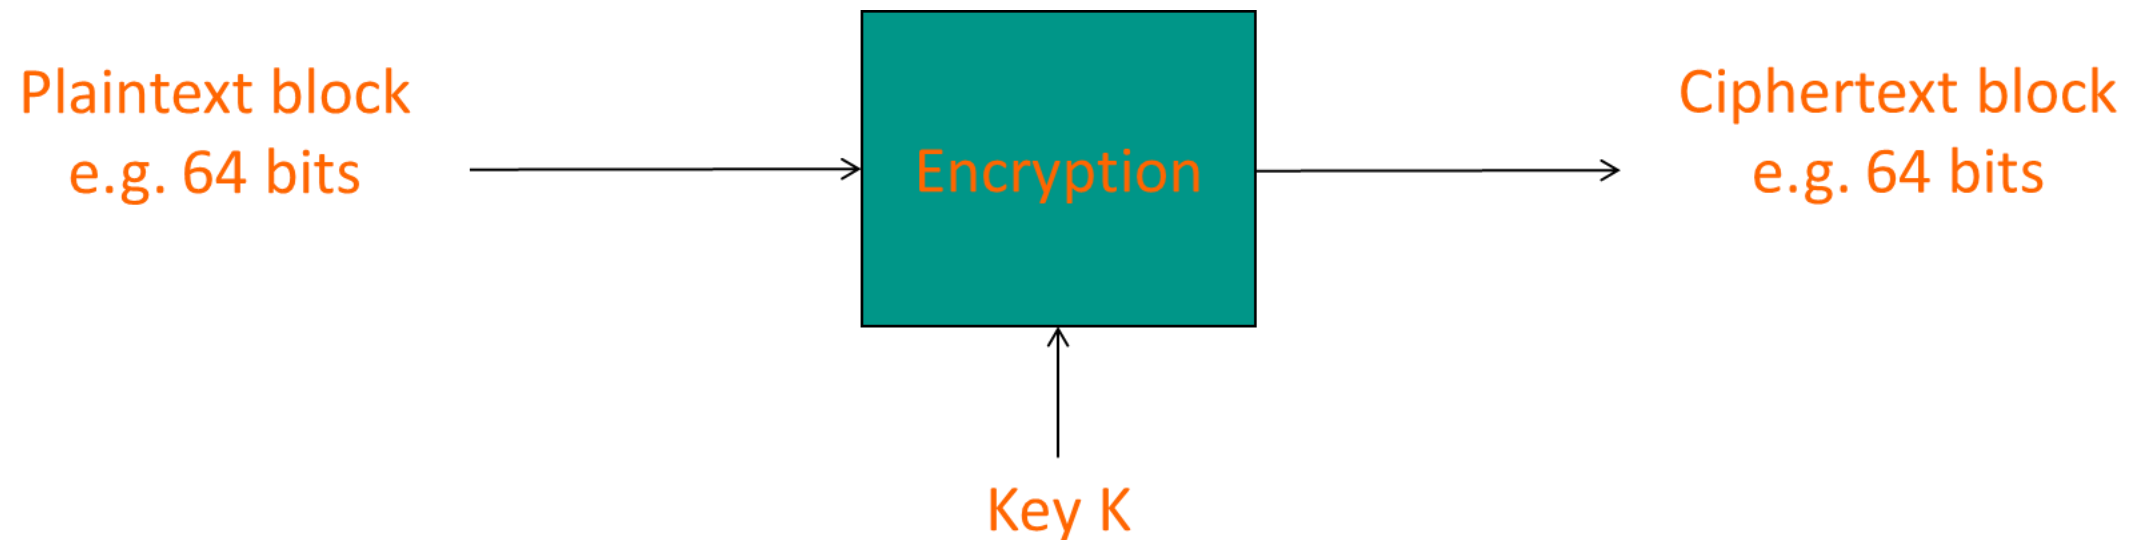 Plaintext block
e.g. 64 bits
Encryption
Ciphertext block
e.g. 64 bits
Key K